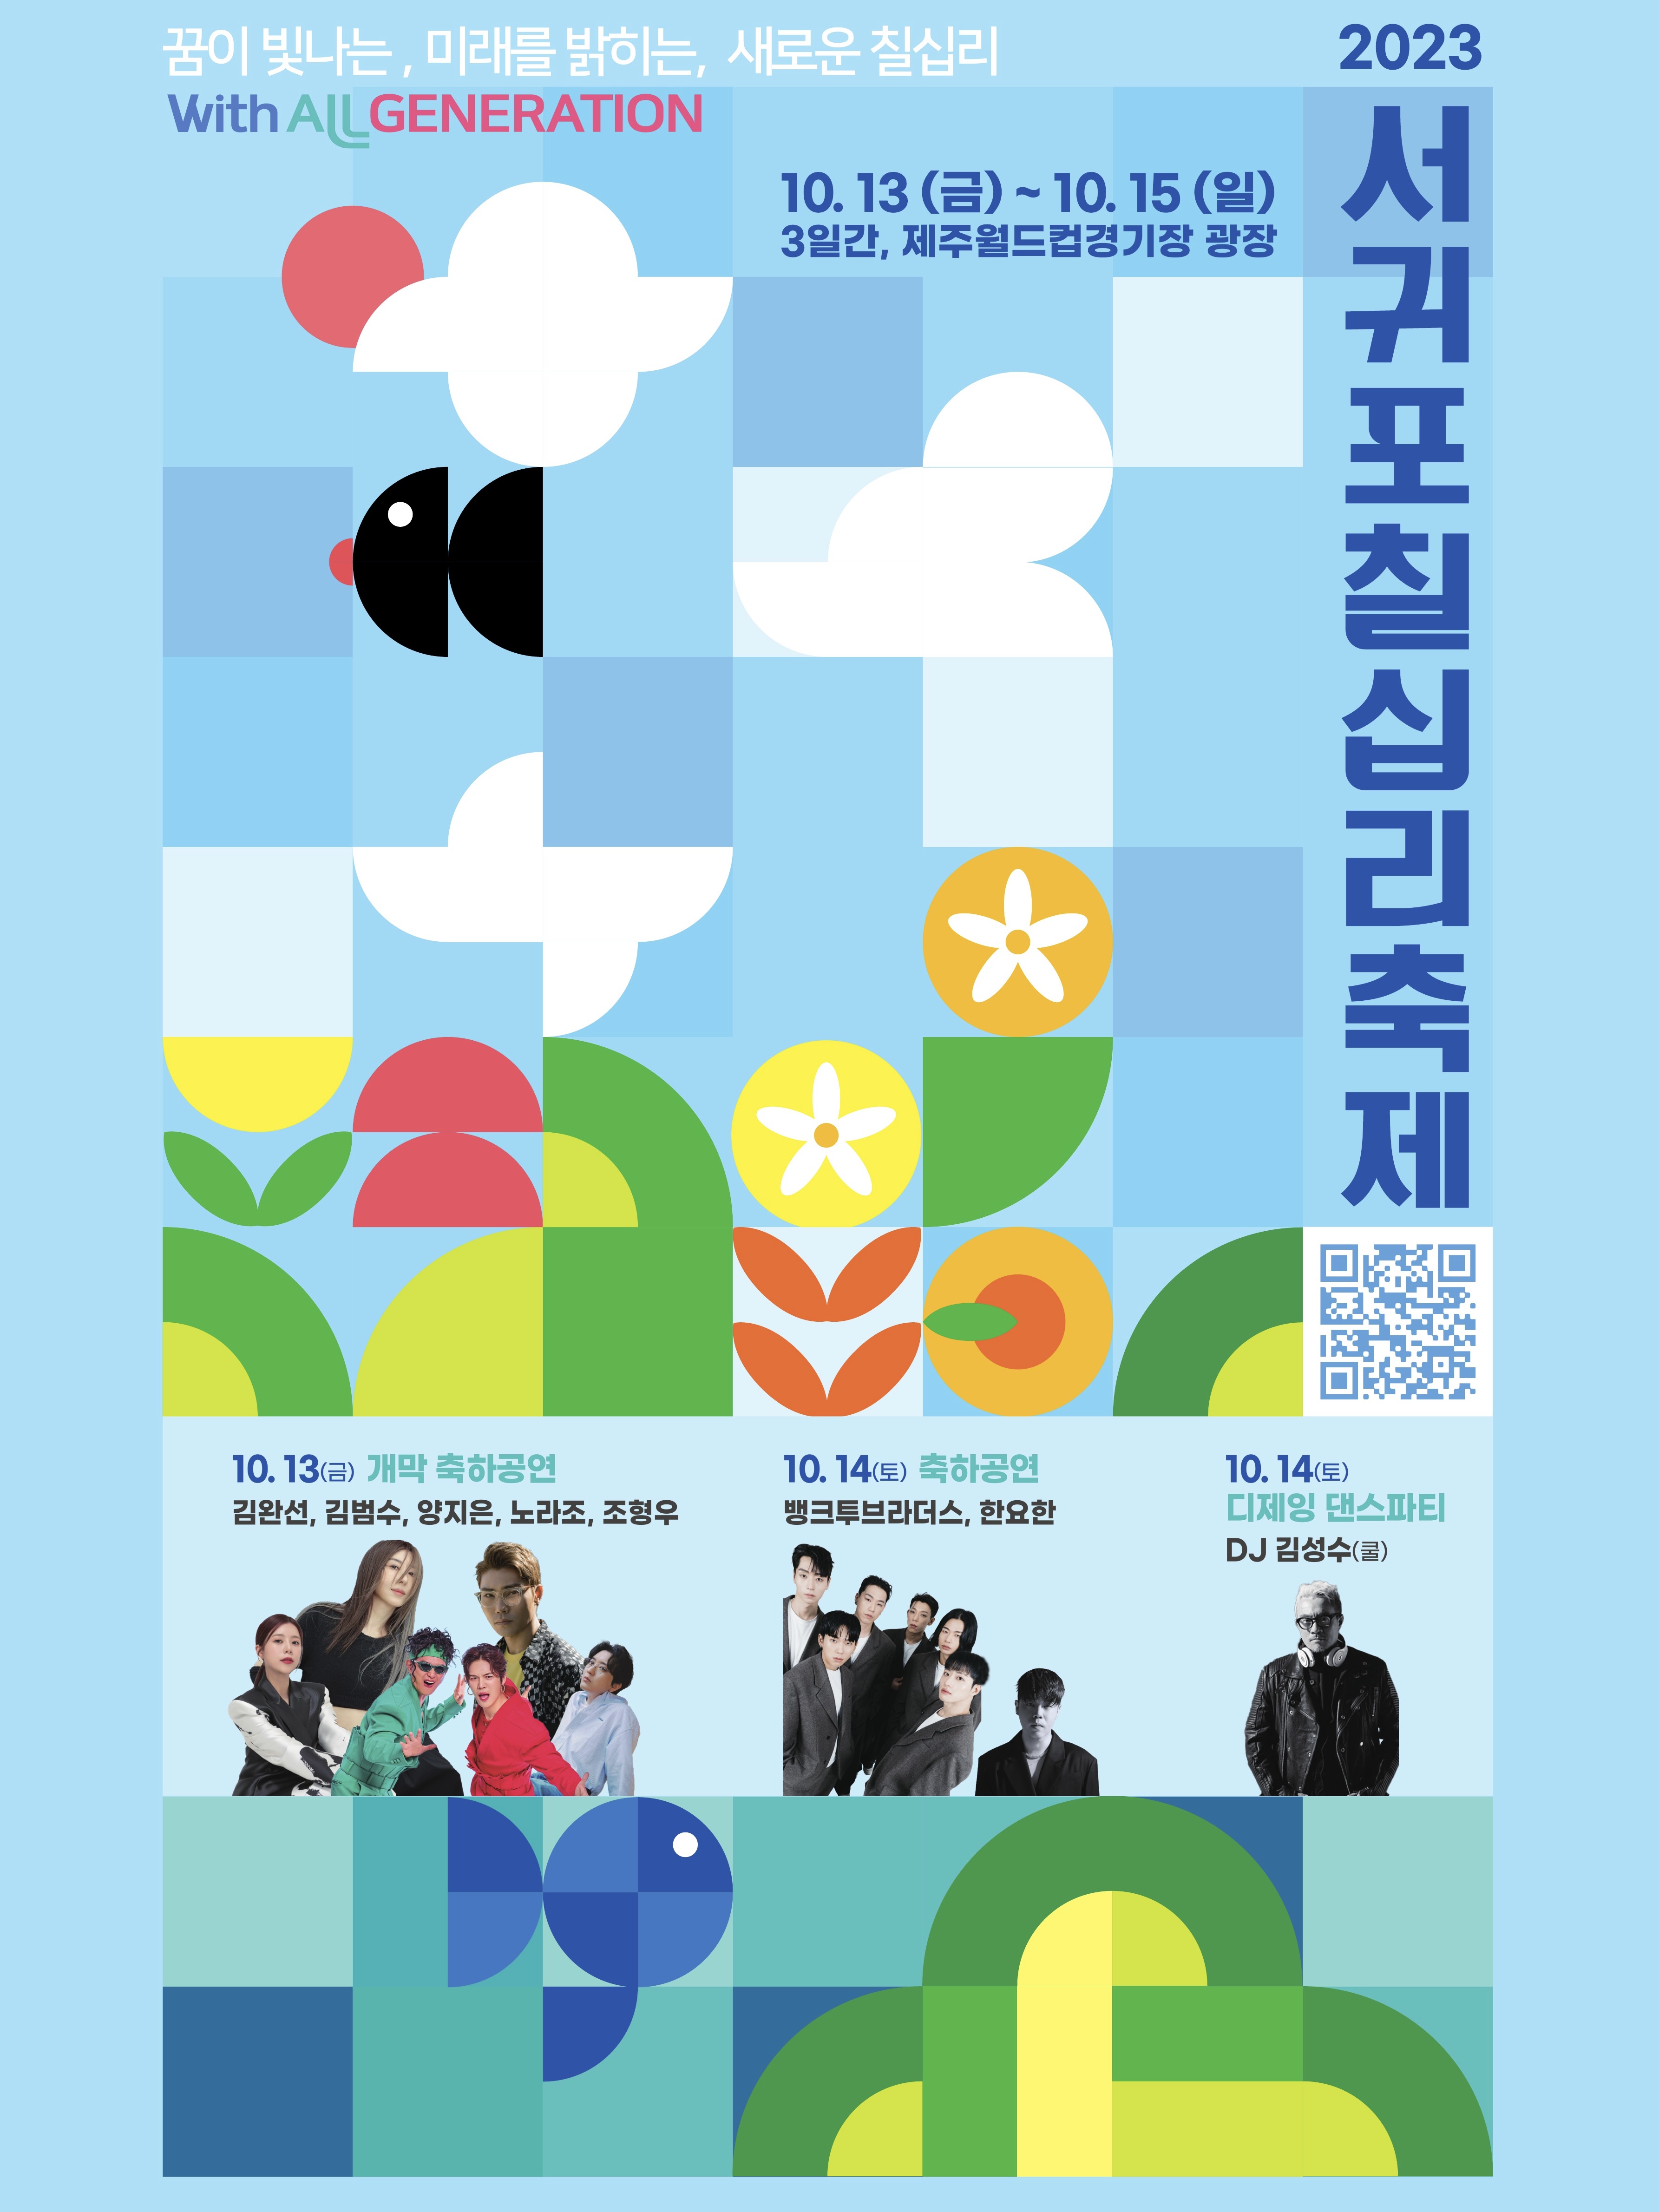 꿈이 빛나는, 미래를 밝히는, 새로운 칠십리
With ALL GENERATION
2023
서귀포칠십리축제
10. 13 (금) ~ 10. 15 (일)
3일간, 제주월드컵경기장 광장
10. 13(금) 개막 축하공연
김완선, 김범수, 양지은, 노라조, 조형우
10. 14(토) 축하공연
뱅크투브라더스, 한요한
10. 14(토)
디제잉 댄스파티
DJ 김성수(쿨)